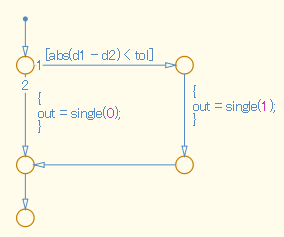 1 [abs(d1 - d2) < tol]
2
{
out = single(0);
}
{
out = single(1);
}